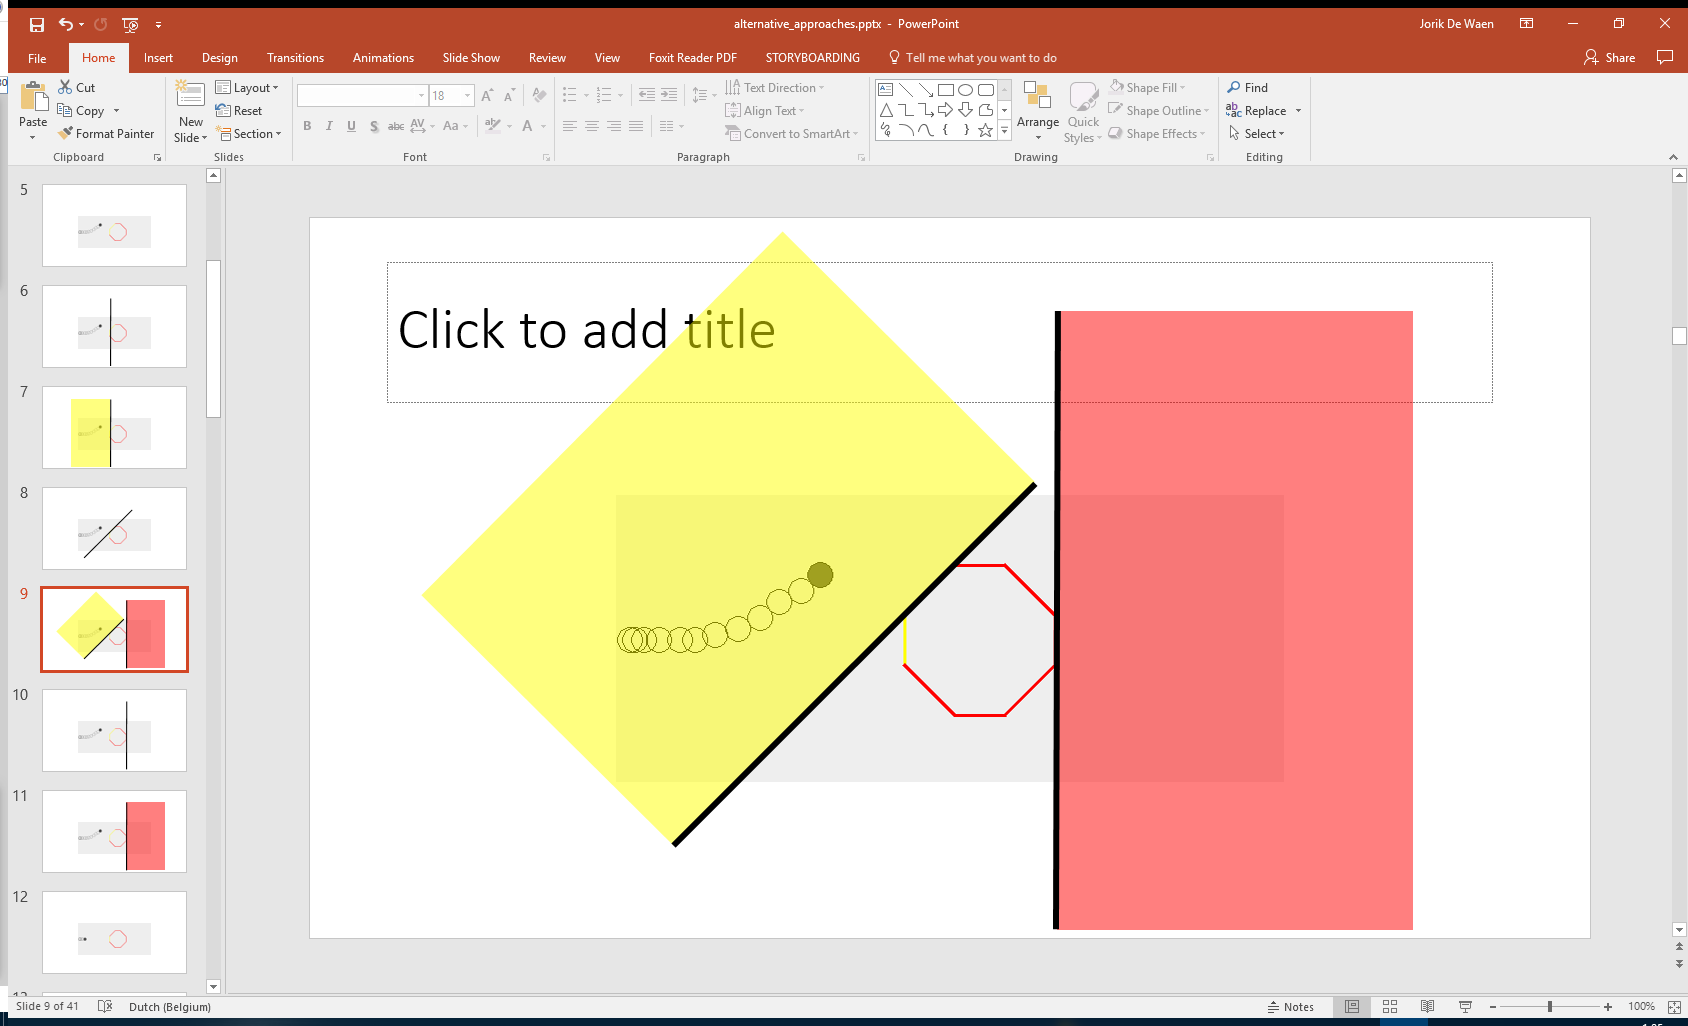 alternative_approaches.pptx - PowerPoint
Jorik De Waen
File
Home
Insert
Design
Transitions
Animations
Slide Show
Review
View
Foxit Reader PDF
STORYBOARDING
Tell me what you want to do
Share
Paste
Cut
Copy
Format Painter
Clipboard
New
Slide
Layout
Reset
Section
Slides
18
B I U S abc AV Aa
A
Font
Text Direction
Align Text
Convert to SmartArt
Paragraph
Arrange
Quick
Styles
Shape Fill
Shape Outline
Shape Effects
Drawing
Find
Replace
Select
Editing
5
6
7
8
9
10
11
12
Click to add title
Slide 9 of 41
Dutch (Belgium)
Notes
100%